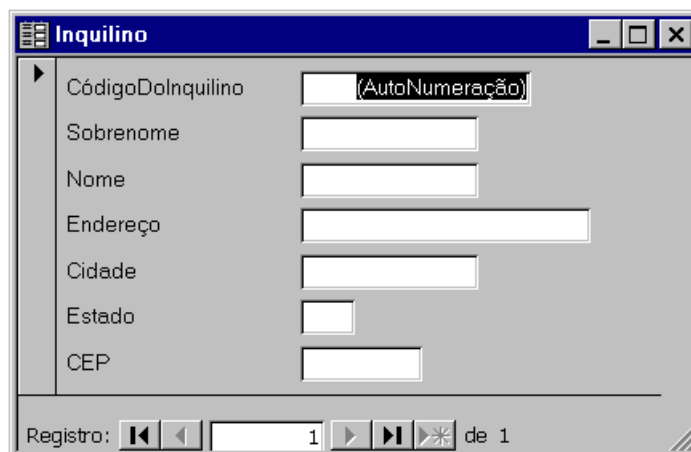 Inquilino
CódigoDoInquilino (AutoNumeração)
Sobrenome
Nome
Endereço
Cidade
Estado
CEP
Registro: 1 de 1